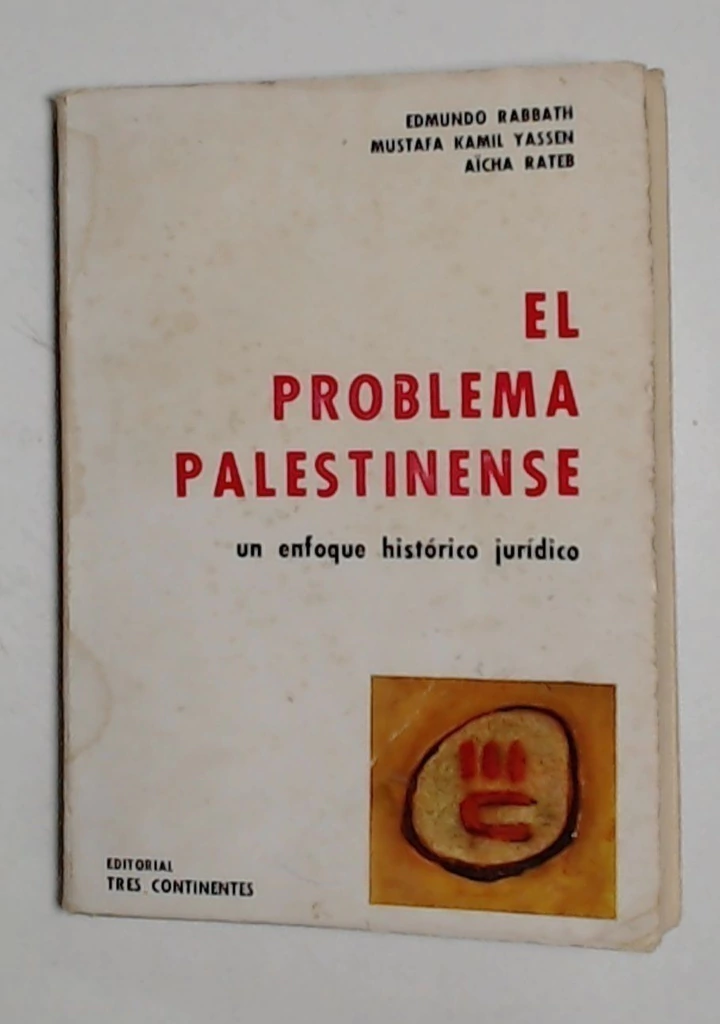 EDMUNDO RABBATH
MUSTAFA KAMIL YASSEN
AÏCHA RATEB
EL
PROBLEMA
PALESTINENSE
un enfoque histórico jurídico
EDITORIAL
TRES CONTINENTES